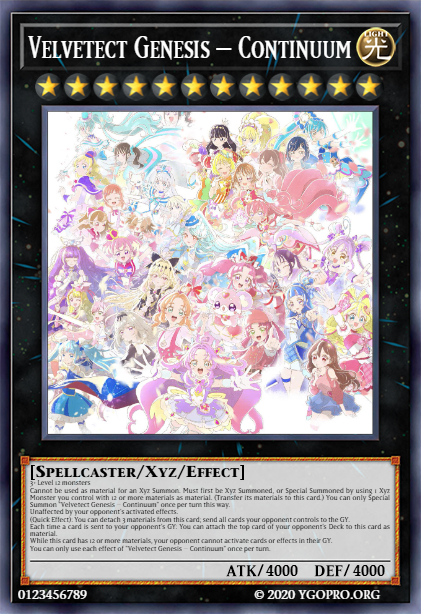 VELVETECT GENESIS – CONTINUUM
LIGHT
光
[SPELLCASTER/XYZ/EFFECT]
3+ Level 12 monsters
Cannot be used as material for an Xyz Summon. Must first be Xyz Summoned, or Special Summoned by using 1 Xyz
Monster you control with 12 or more materials as material. (Transfer its materials to this card.) You can only Special
Summon "Velvetect Genesis – Continuum" once per turn this way.
Unaffected by your opponent's activated effects.
(Quick Effect): You can detach 3 materials from this card; send all cards your opponent controls to the GY.
Each time a card is sent to your opponent's GY: You can attach the top card of your opponent's Deck to this card as
material.
While this card has 12 or more materials, your opponent cannot activate cards or effects in their GY.
You can only use each effect of "Velvetect Genesis – Continuum" once per turn.
ATK/4000 DEF/4000
0123456789
© 2020 YGOPRO.ORG